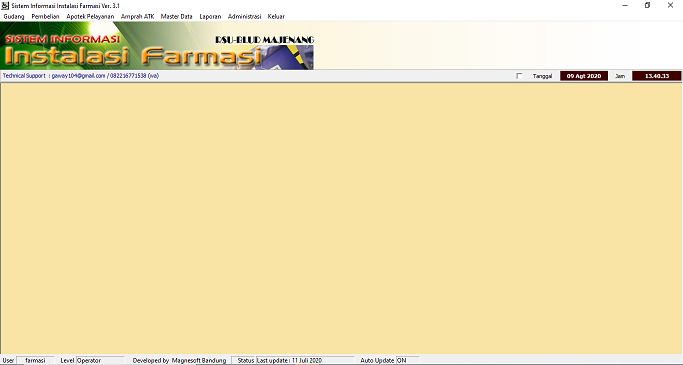 Sistem Informasi Instalasi Farmasi Ver. 3.1
Gudang Pembelian Apotek Pelayanan Amprah ATK Master Data Laporan Administrasi Keluar
SISTEM INFORMASI
RSU-BLUD MAJENANG
Instalasi Farmasi
Technical Support : gaway104@gmail.com / 082216771538 (wa) Tanggal 09 Agt 2020 Jam 13.40.33
User farmasi Level Operator Developed by Magnesoft Bandung Status Last update : 11 Juli 2020 Auto Update ON